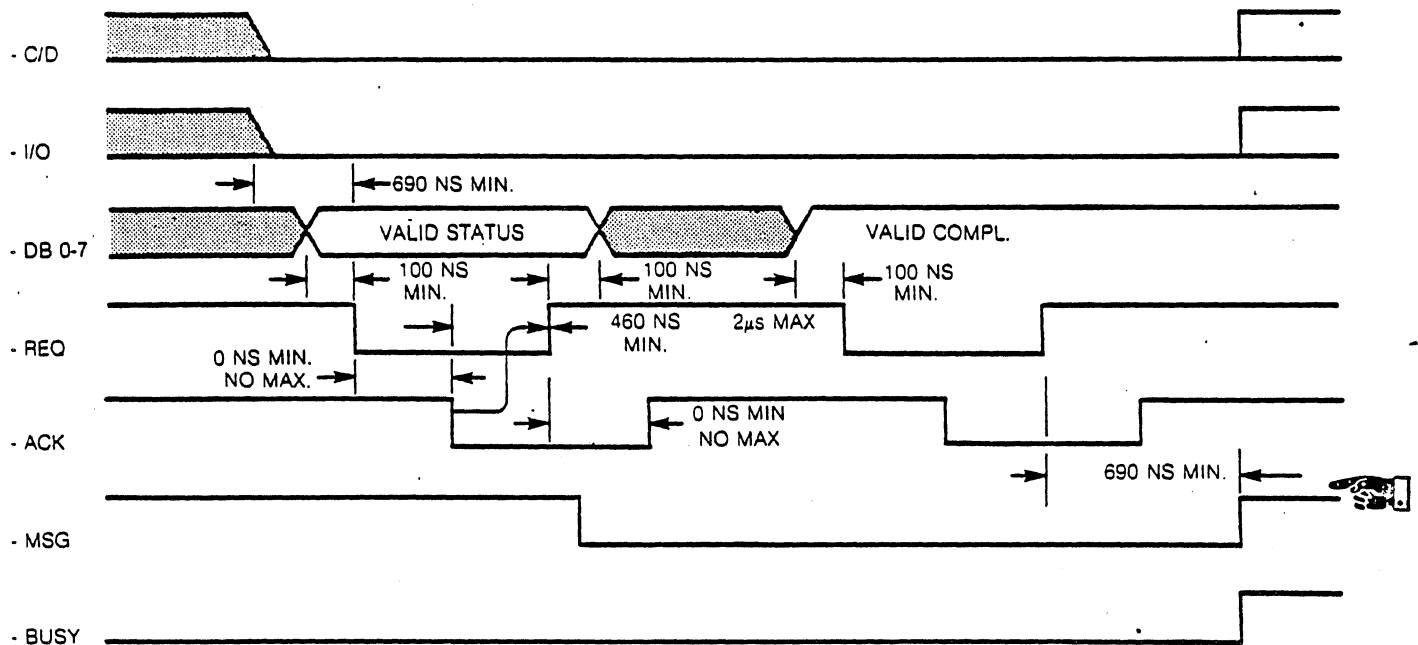 - C/D
- I/O
690 NS MIN.
- DB 0-7
VALID STATUS
VALID COMPL.
100 NS
MIN.
100 NS
MIN.
100 NS
MIN.
- REQ
460 NS
MIN.
2µs MAX
0 NS MIN.
NO MAX.
- ACK
0 NS MIN
NO MAX
690 NS MIN.
- MSG
- BUSY